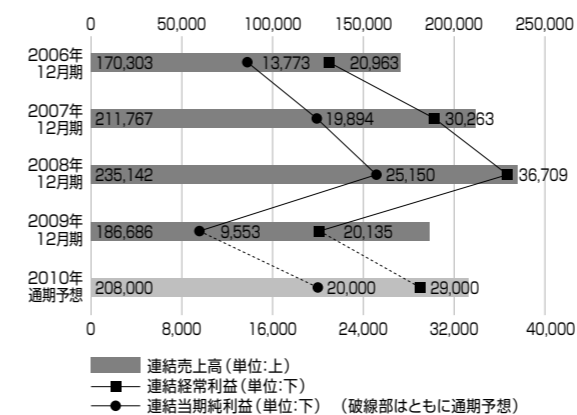 0 50,000 100,000 150,000 200,000 250,000
2006年
12月期
170,303 13,773 20,963
2007年
12月期
211,767 19,894 30,263
2008年
12月期
235,142 25,150 36,709
2009年
12月期
186,686 9,553 20,135
2010年
通期予想
208,000 20,000 29,000
0 8,000 16,000 24,000 32,000 40,000
連結売上高(単位:上)
連結経常利益(単位:下)
連結当期純利益(単位:下) (破線部はともに通期予想)